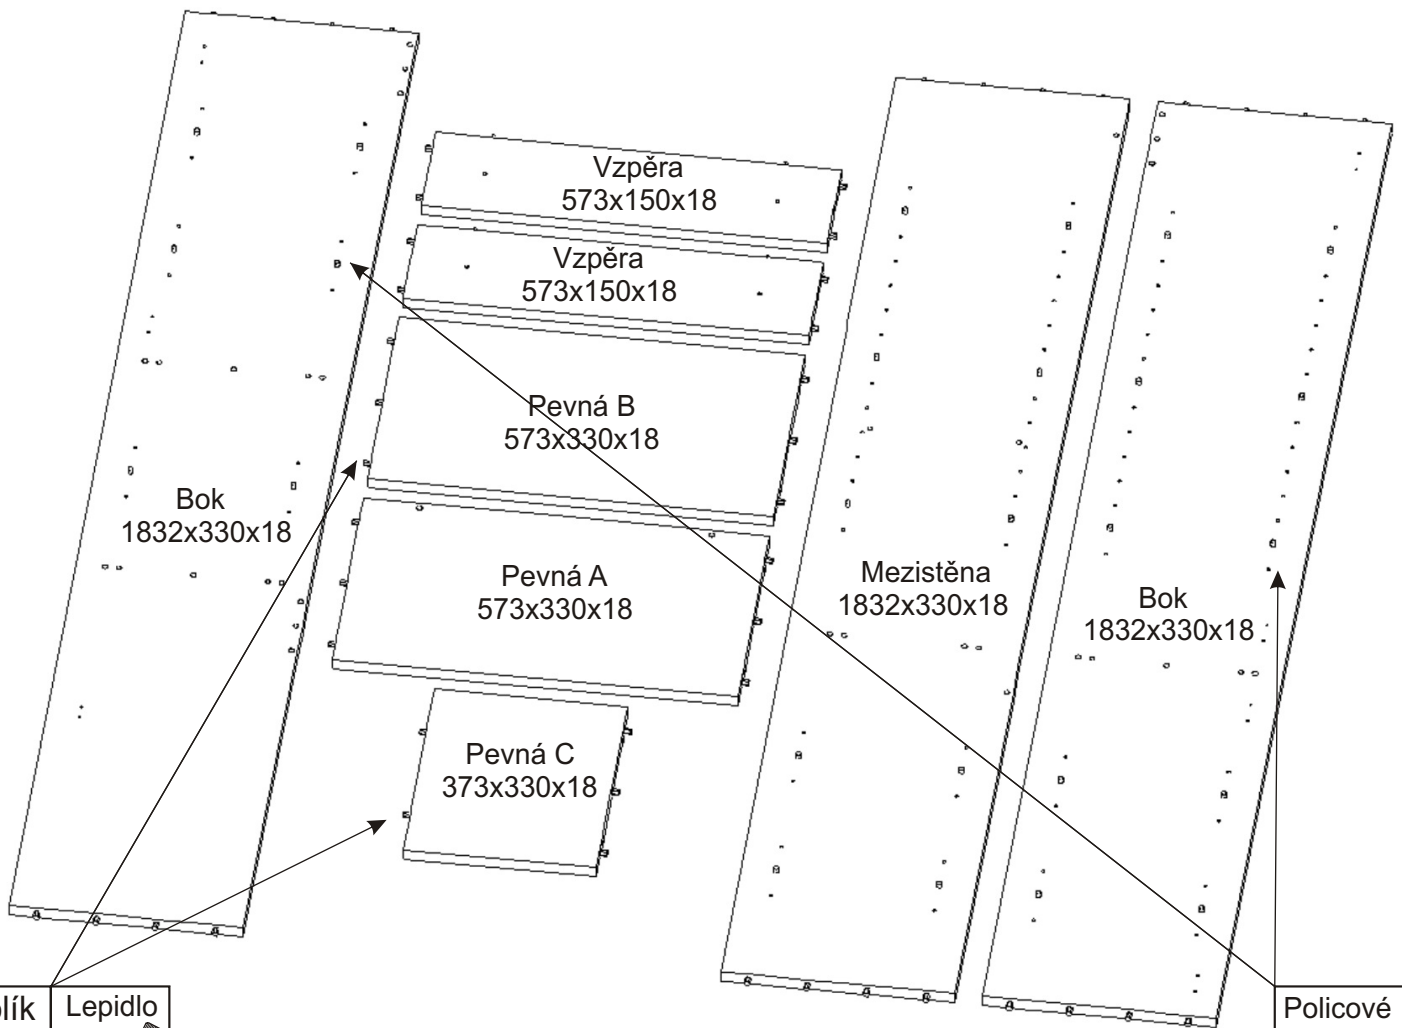 Vzpěra
573x150x18
Vzpěra
573x150x18
Pevná B
573x330x18
Bok
1832x330x18
Pevná A
573x330x18
Mezistěna
1832x330x18
Bok
1832x330x18
Pevná C
373x330x18
Lepidlo
Policové